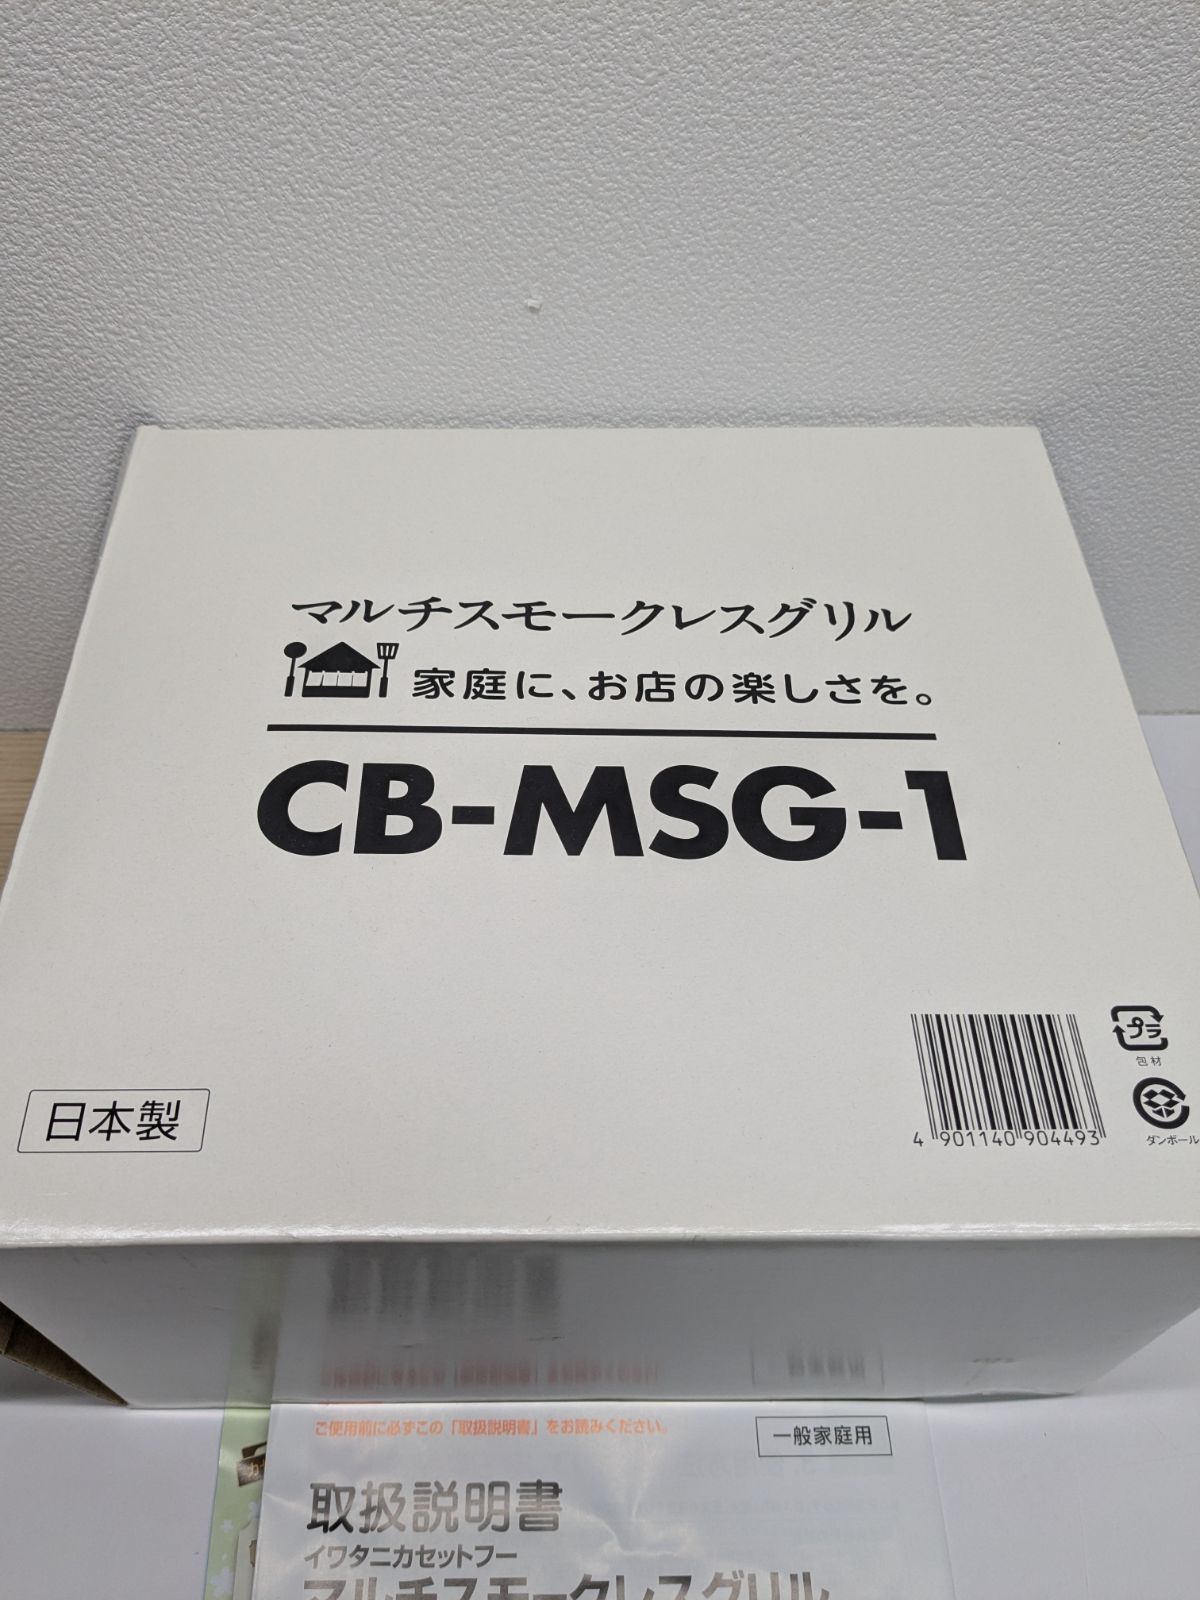 マルチスモークレスグリル
家庭に、お店の楽しさを。
CB-MSG-1
プラ
包材
ダンボール
4 901140 904493
日本製
ご使用前に必ずこの「取扱説明書」をお読みください。
一般家庭用
取扱説明書
イワタニカセットフー
マルチスモークレスグリル